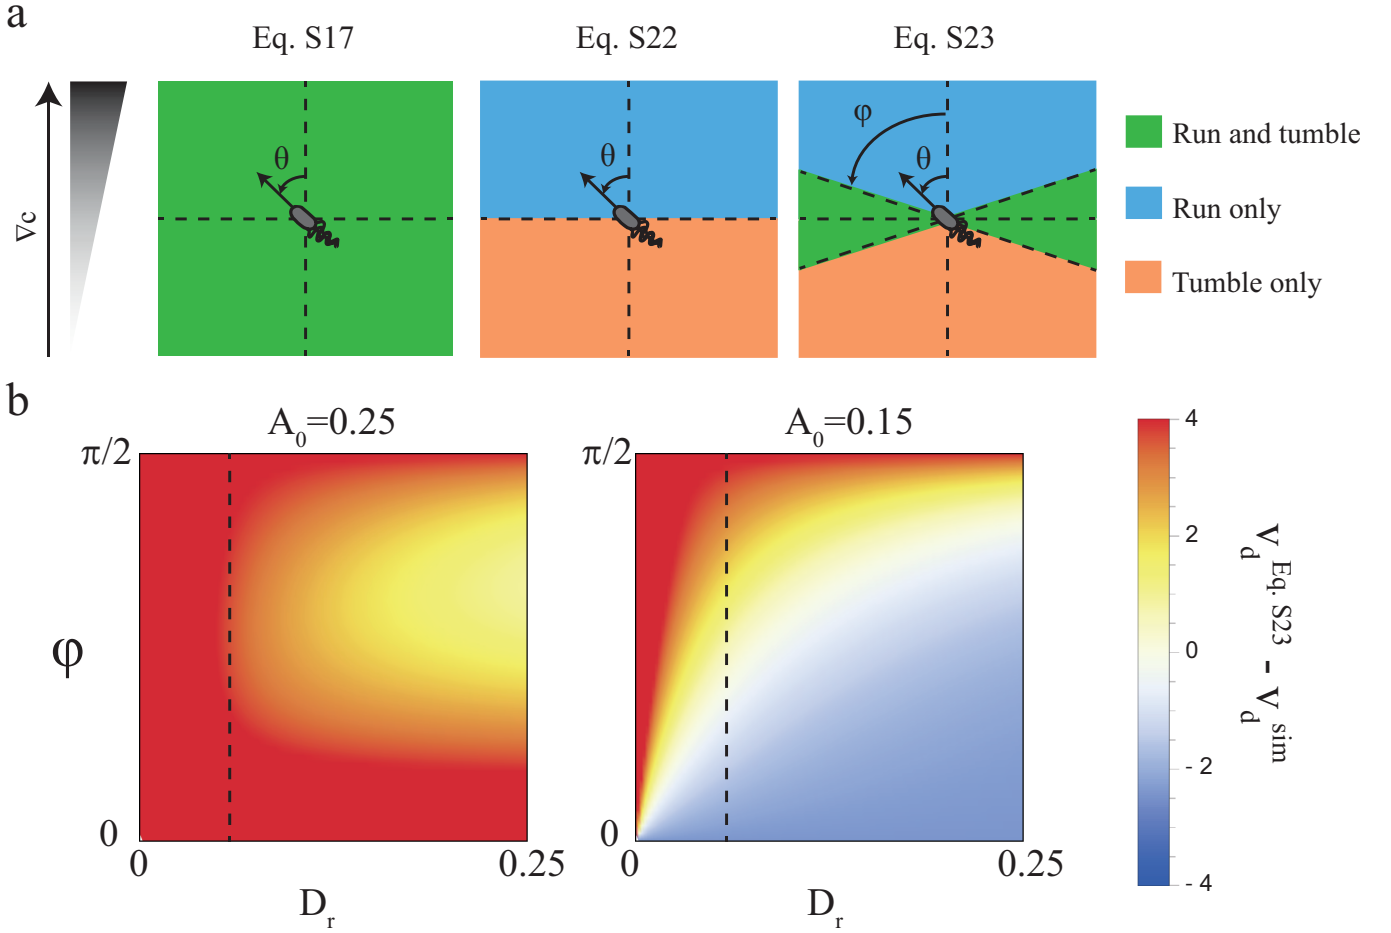 a
Eq. S17
Eq. S22
Eq. S23
∇c
θ
θ
φ
θ
Run and tumble
Run only
Tumble only
b
A0=0.25
A0=0.15
π/2
φ
0
0
0.25
Dr
π/2
0
0
0.25
Dr
4
2
0
- 2
- 4
Vd Eq. S23 - Vd sim